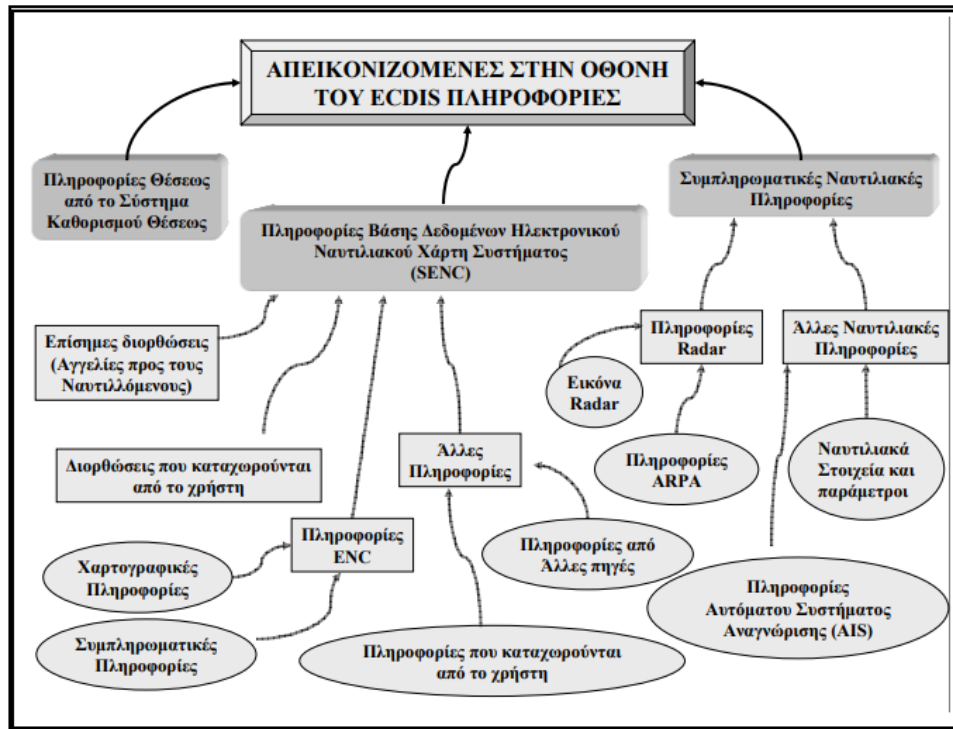 ΑΠΕΙΚΟΝΙΖΟΜΕΝΕΣ ΣΤΗΝ ΟΘΟΝΗ
ΤΟΥ ECDIS ΠΛΗΡΟΦΟΡΙΕΣ
Πληροφορίες Θέσεως
από το Σύστημα
Καθορισμού Θέσεως
Πληροφορίες Βάσης Δεδομένων Ηλεκτρονικού
Ναυτιλιακού Χάρτη Συστήματος
(SENC)
Συμπληρωματικές Ναυτιλιακές
Πληροφορίες
Επίσημες διορθώσεις
(Αγγελίες προς τους
Ναυτιλλόμενους)
Πληροφορίες
Radar
Άλλες Ναυτιλιακές
Πληροφορίες
Εικόνα
Radar
Διορθώσεις που καταχωρούνται
από το χρήστη
Άλλες
Πληροφορίες
Πληροφορίες
ARPA
Ναυτιλιακά
Στοιχεία και
παράμετροι
Πληροφορίες
ENC
Πληροφορίες από
Άλλες πηγές
Χαρτογραφικές
Πληροφορίες
Πληροφορίες
Αυτόματου Συστήματος
Αναγνώρισης (AIS)
Συμπληρωματικές
Πληροφορίες
Πληροφορίες που καταχωρούνται
από το χρήστη